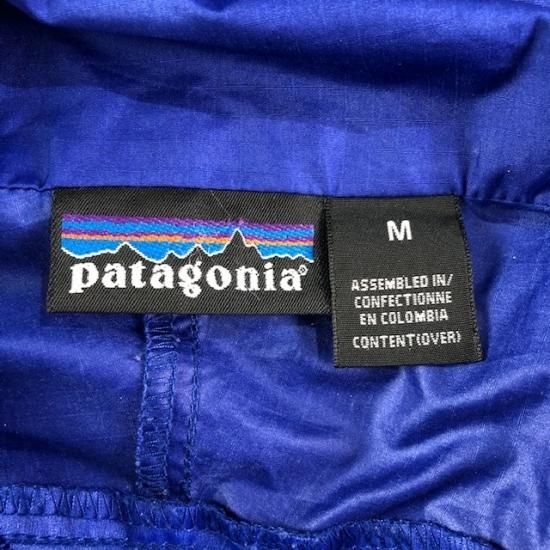 patagonia®
M
ASSEMBLED IN/
CONFECTIONNE
EN COLOMBIA
CONTENT(OVER)